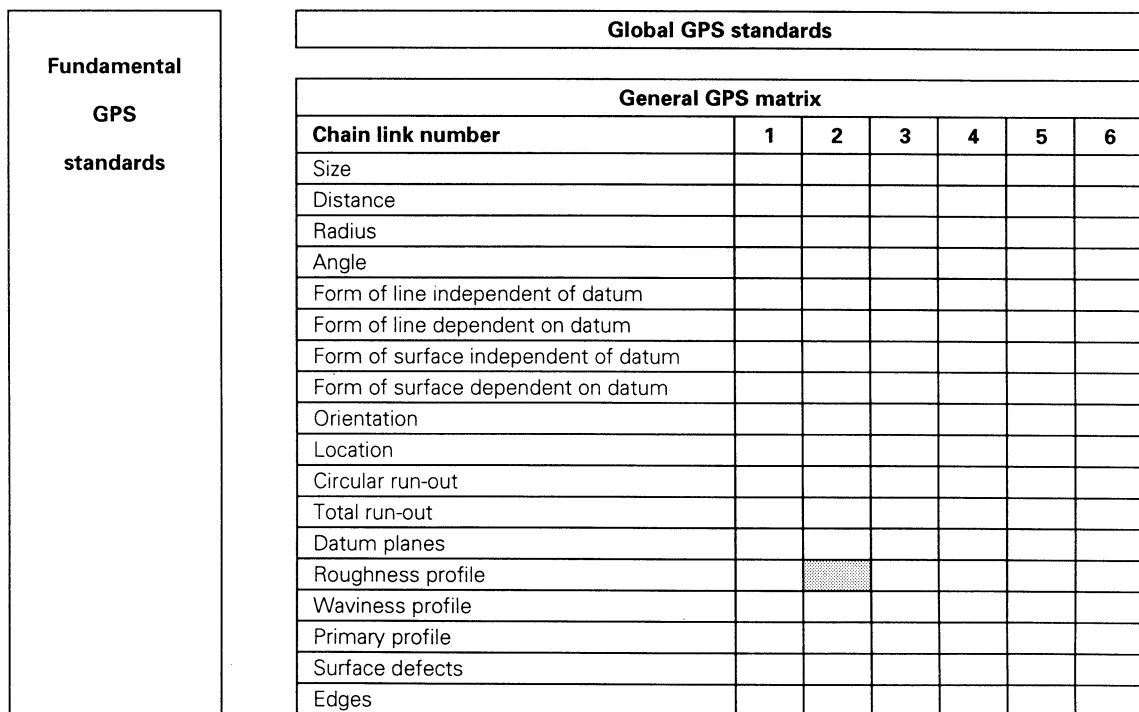 Fundamental
GPS
standards
Global GPS standards
General GPS matrix
Chain link number 1 2 3 4 5 6
Size
Distance
Radius
Angle
Form of line independent of datum
Form of line dependent on datum
Form of surface independent of datum
Form of surface dependent on datum
Orientation
Location
Circular run-out
Total run-out
Datum planes
Roughness profile
Waviness profile
Primary profile
Surface defects
Edges